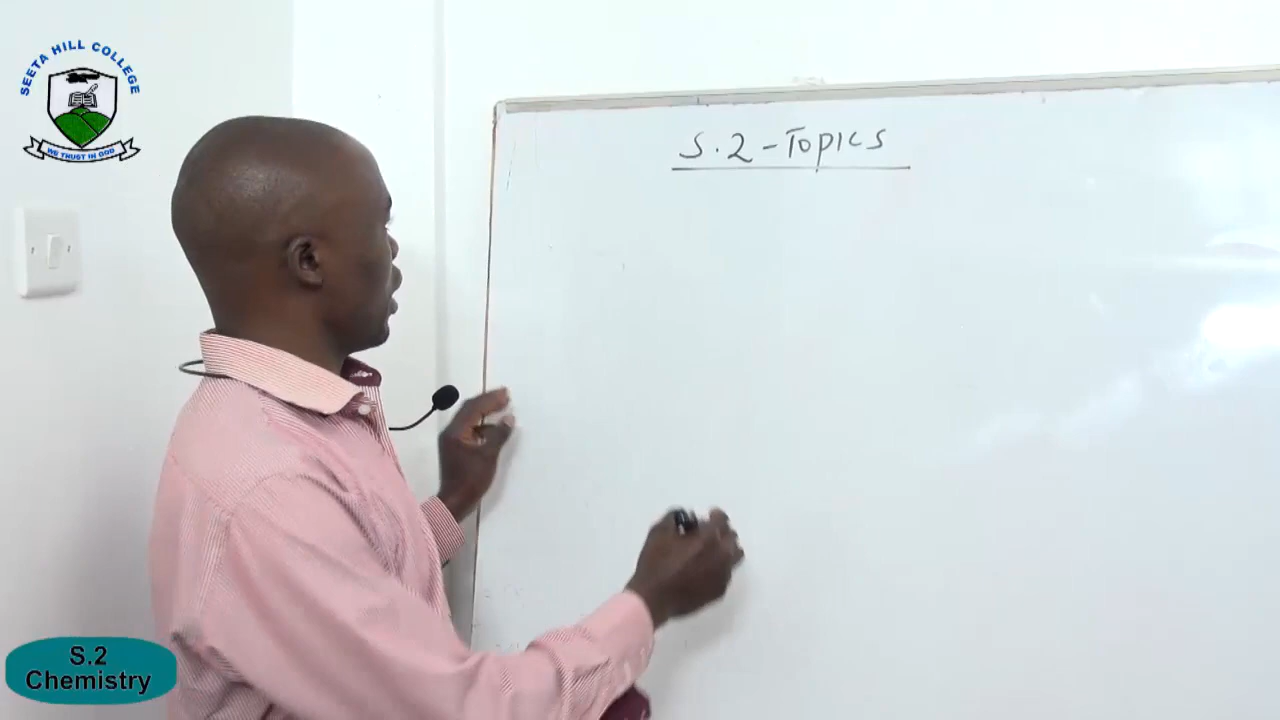 SEETA HILL COLLEGE
WE TRUST IN GOD
S.2 - Topics
S.2
Chemistry